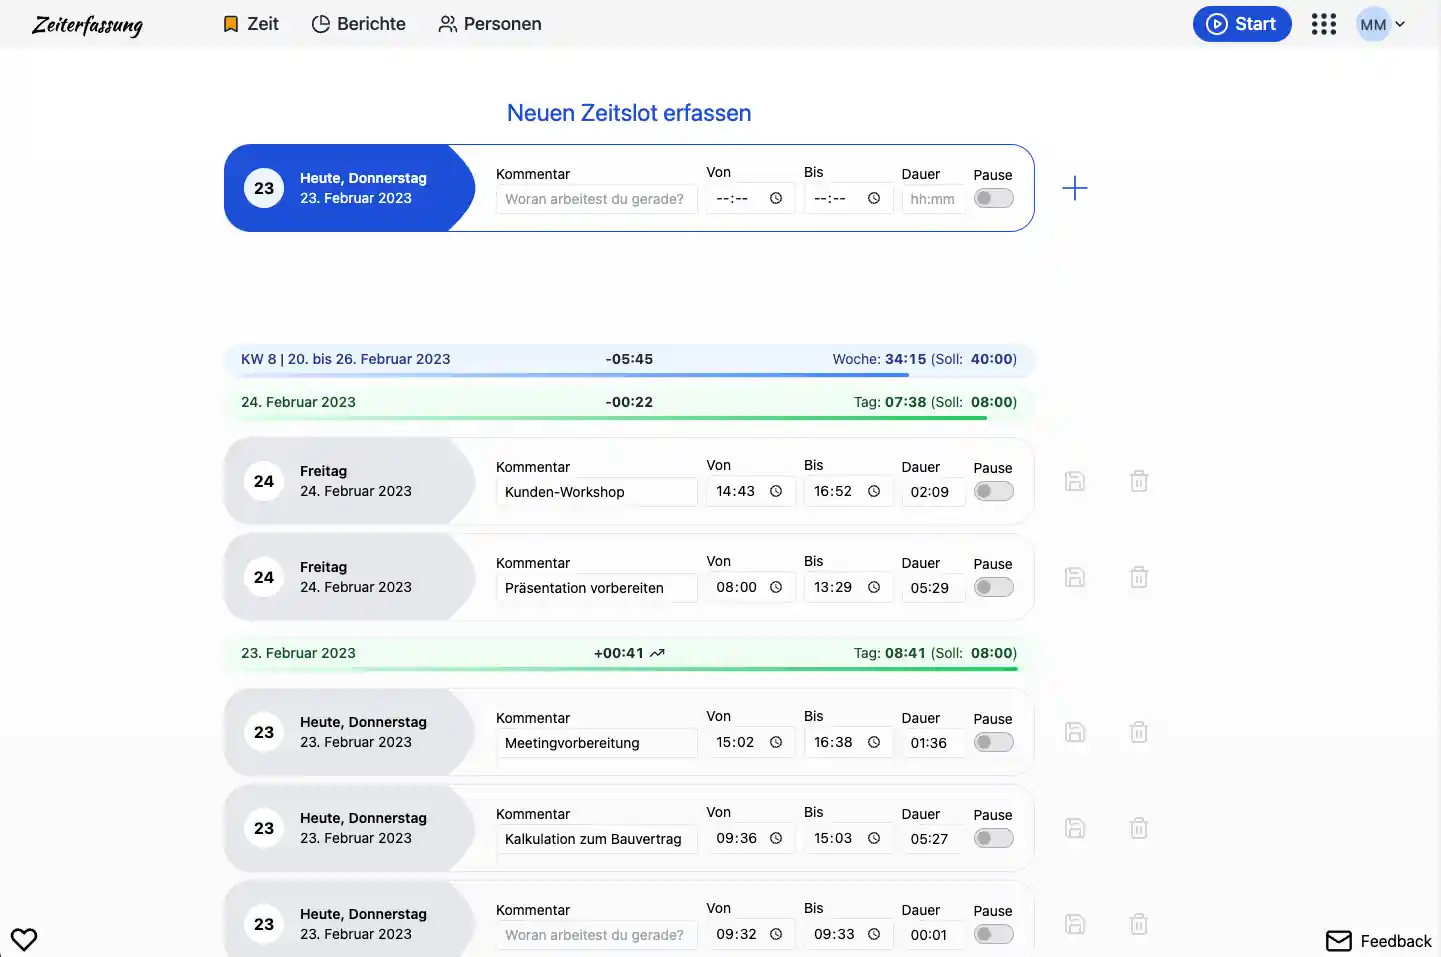 Zeiterfassung
Zeit
Berichte
Personen
Start
MM
Neuen Zeitslot erfassen
23
Heute, Donnerstag
23. Februar 2023
Kommentar
Woran arbeitest du gerade?
Von
--:--
Bis
--:--
Dauer
hh:mm
Pause
KW 8 | 20. bis 26. Februar 2023
-05:45
Woche: 34:15 (Soll: 40:00)
24. Februar 2023
-00:22
Tag: 07:38 (Soll: 08:00)
24
Freitag
24. Februar 2023
Kommentar
Kunden-Workshop
Von
14:43
Bis
16:52
Dauer
02:09
Pause
24
Freitag
24. Februar 2023
Kommentar
Präsentation vorbereiten
Von
08:00
Bis
13:29
Dauer
05:29
Pause
23. Februar 2023
+00:41
Tag: 08:41 (Soll: 08:00)
23
Heute, Donnerstag
23. Februar 2023
Kommentar
Meetingvorbereitung
Von
15:02
Bis
16:38
Dauer
01:36
Pause
23
Heute, Donnerstag
23. Februar 2023
Kommentar
Kalkulation zum Bauvertrag
Von
09:36
Bis
15:03
Dauer
05:27
Pause
23
Heute, Donnerstag
23. Februar 2023
Kommentar
Woran arbeitest du gerade?
Von
09:32
Bis
09:33
Dauer
00:01
Pause
Feedback